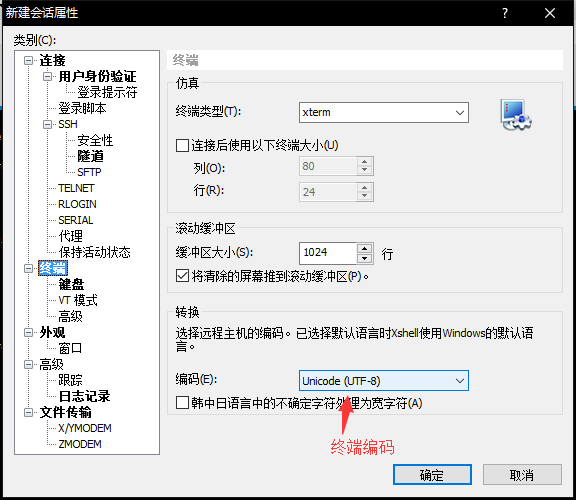 新建会话属性
类别(C):
连接
用户身份验证
登录提示符
登录脚本
SSH
安全性
隧道
SFTP
TELNET
RLOGIN
SERIAL
代理
保持活动状态
终端
键盘
VT 模式
高级
外观
窗口
高级
跟踪
日志记录
文件传输
X/YMODEM
ZMODEM
终端
仿真
终端类型(T):
xterm
连接后使用以下终端大小(U)
列(O):
80
行(R):
24
滚动缓冲区
缓冲区大小(S):
1024
行
将清除的屏幕推到滚动缓冲区(P)。
转换
选择远程主机的编码。已选择默认语言时Xshell使用Windows的默认语
言。
编码(E):
Unicode (UTF-8)
韩中日语言中的不确定字符处理为宽字符(A)
终端编码
确定
取消